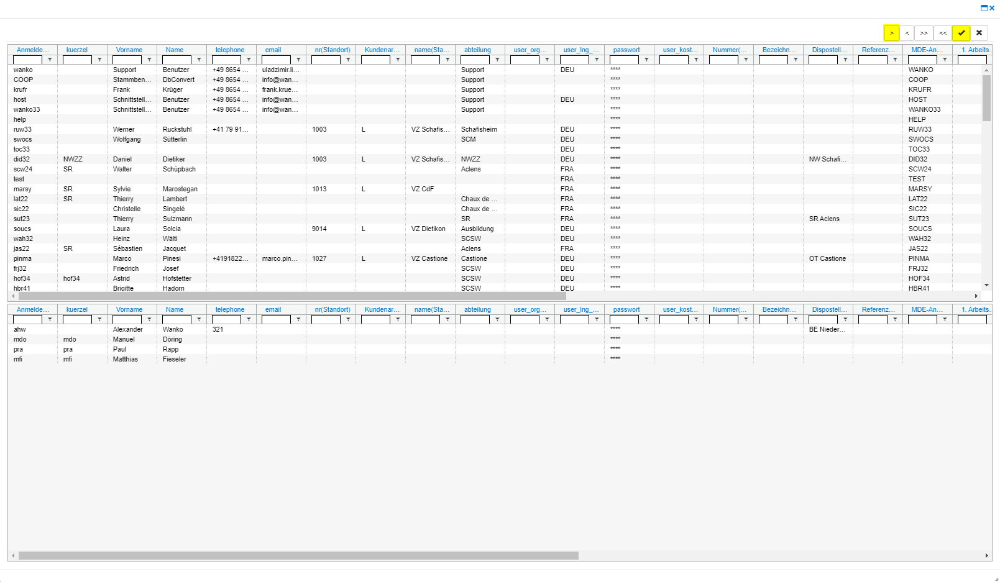 > < >> << ✔ ✖
Anmelde... kuerzel Vorname Name telephone email nr(Standort) Kundenar... name(Sta... abteilung user_org... user_lng_... passwort user_kost... Nummer(... Bezeichn... Dispostell... Referenz... MDE-An... 1. Arbeits.
wanko Support Benutzer +49 8654 ... uladzimir.li... Support DEU **** WANKO
COOP Stammben... DbConvert +49 8654 ... info@wan... Support **** COOP
krufr Frank Krüger +49 8654 ... frank.krue... Support **** KRUFR
host Schnittstell... Benutzer +49 8654 ... info@wan... Support DEU **** HOST
wanko33 Schnittstell... Benutzer +49 8654 ... info@wan... Support **** WANKO33
help **** HELP
ruw33 Werner Ruckstuhl +41 79 91... 1003 L VZ Schafis... Schafisheim DEU **** RUW33
swocs Wolfgang Sütterlin SCM DEU **** SWOCS
toc33 DEU **** TOC33
did32 NWZZ Daniel Dietiker 1003 L VZ Schafis... NWZZ DEU **** NW Schafi... DID32
scw24 SR Walter Schüpbach Aclens FRA **** SCW24
test FRA **** TEST
marsy SR Sylvie Marostegan 1013 L VZ CdF FRA **** MARSY
lat22 SR Thierry Lambert Chaux de ... FRA **** LAT22
sic22 Christelle Singelé Chaux de ... FRA **** SIC22
sut23 Thierry Sulzmann SR FRA **** SR Aclens SUT23
soucs Laura Solcia 9014 L VZ Dietikon Ausbildung DEU **** SOUCS
wah32 Heinz Wälti SCSW DEU **** WAH32
jas22 SR Sébastien Jacquet Aclens FRA **** JAS22
pinma Marco Pinesi +4191822... marco.pin... 1027 L VZ Castione Castione DEU **** OT Castione PINMA
frj32 Friedrich Josef SCSW DEU **** FRJ32
hof34 hof34 Astrid Hofstetter SCSW DEU **** HOF34
hbr41 Brigitte Hadorn SCSW DEU **** HBR41
Anmelde... kuerzel Vorname Name telephone email nr(Standort) Kundenar... name(Sta... abteilung user_org... user_lng_... passwort user_kost... Nummer(... Bezeichn... Dispostell... Referenz... MDE-An... 1. Arbeits.
ahw Alexander Wanko 321 **** BE Nieder...
mdo mdo Manuel Döring ****
pra pra Paul Rapp ****
mfi mfi Matthias Fieseler ****